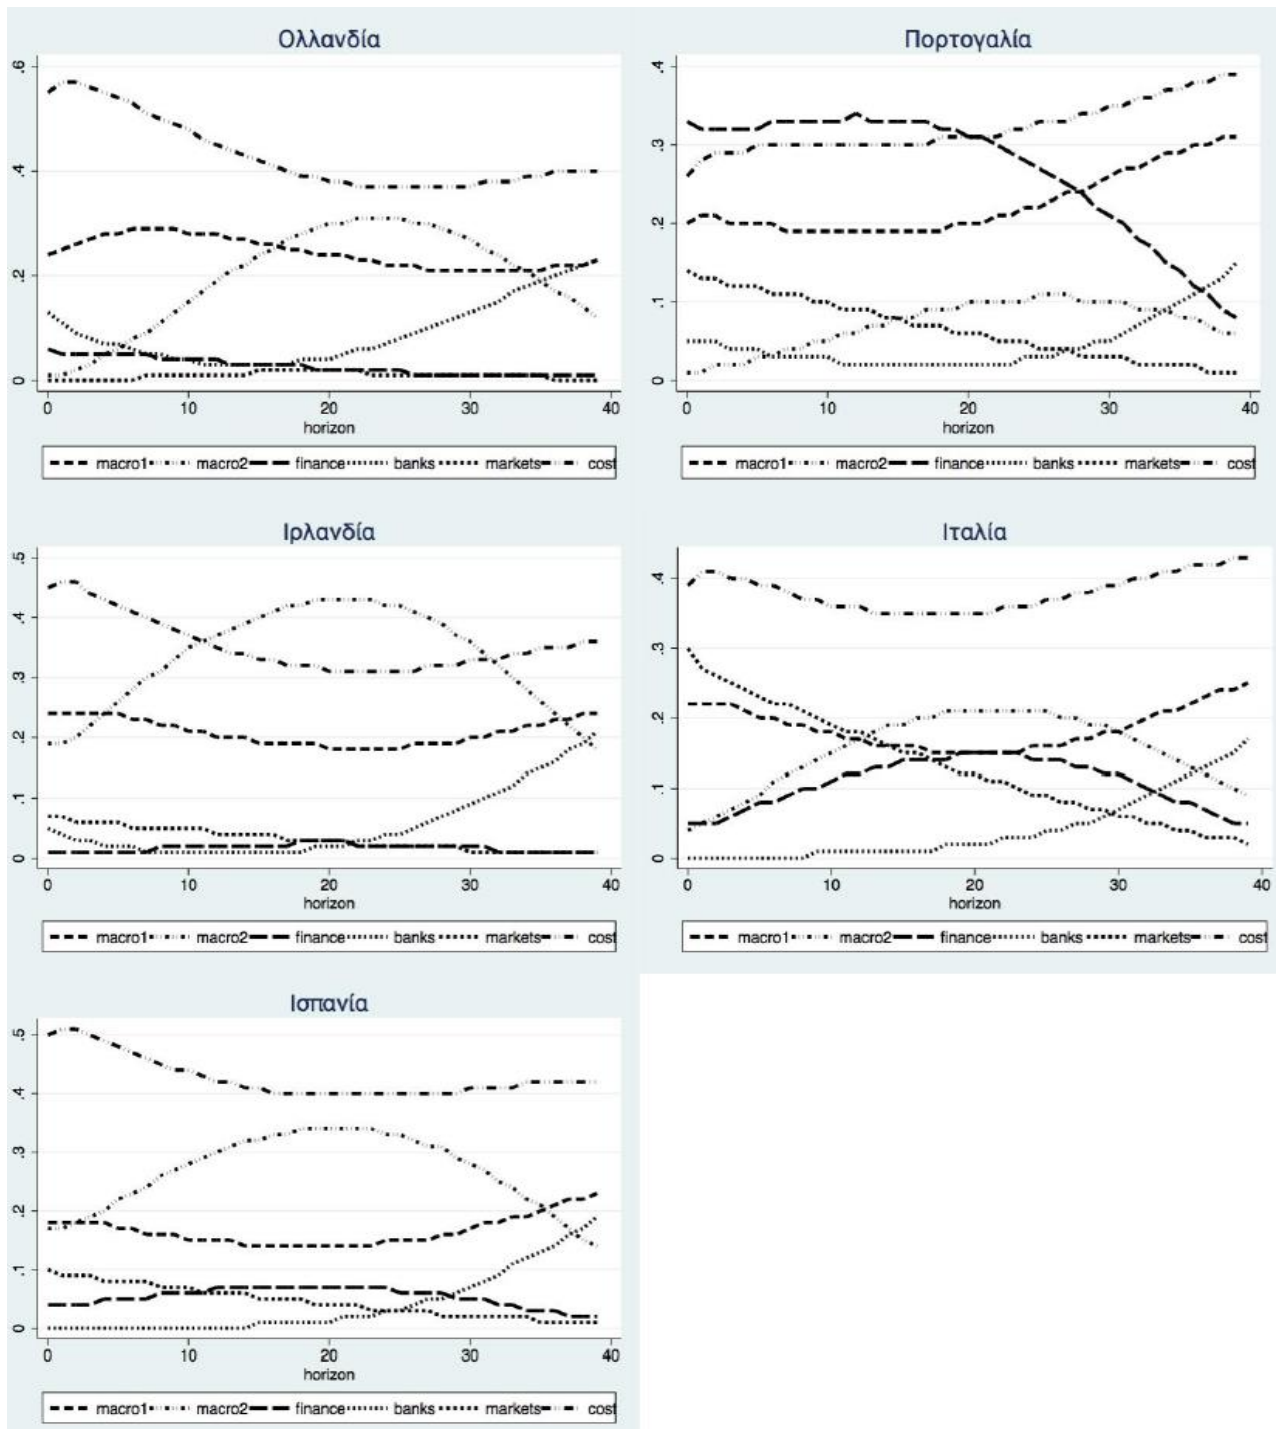 Ολλανδία
.6
.4
.2
0
0 10 20 30 40
horizon
macro1 macro2 finance banks markets cost
Πορτογαλία
.4
.3
.2
.1
0
0 10 20 30 40
horizon
macro1 macro2 finance banks markets cost
Ιρλανδία
.5
.4
.3
.2
.1
0
0 10 20 30 40
horizon
macro1 macro2 finance banks markets cost
Ιταλία
.4
.3
.2
.1
0
0 10 20 30 40
horizon
macro1 macro2 finance banks markets cost
Ισπανία
.5
.4
.3
.2
.1
0
0 10 20 30 40
horizon
macro1 macro2 finance banks markets cost